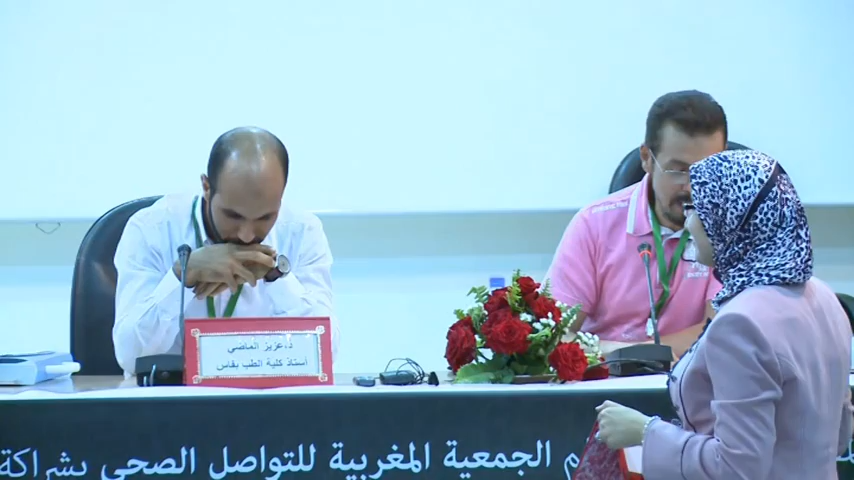 د. عزيز الماضي
أستاذ كلية الطب بفاس
الجمعية المغربية للتواصل الصحي بشراكة